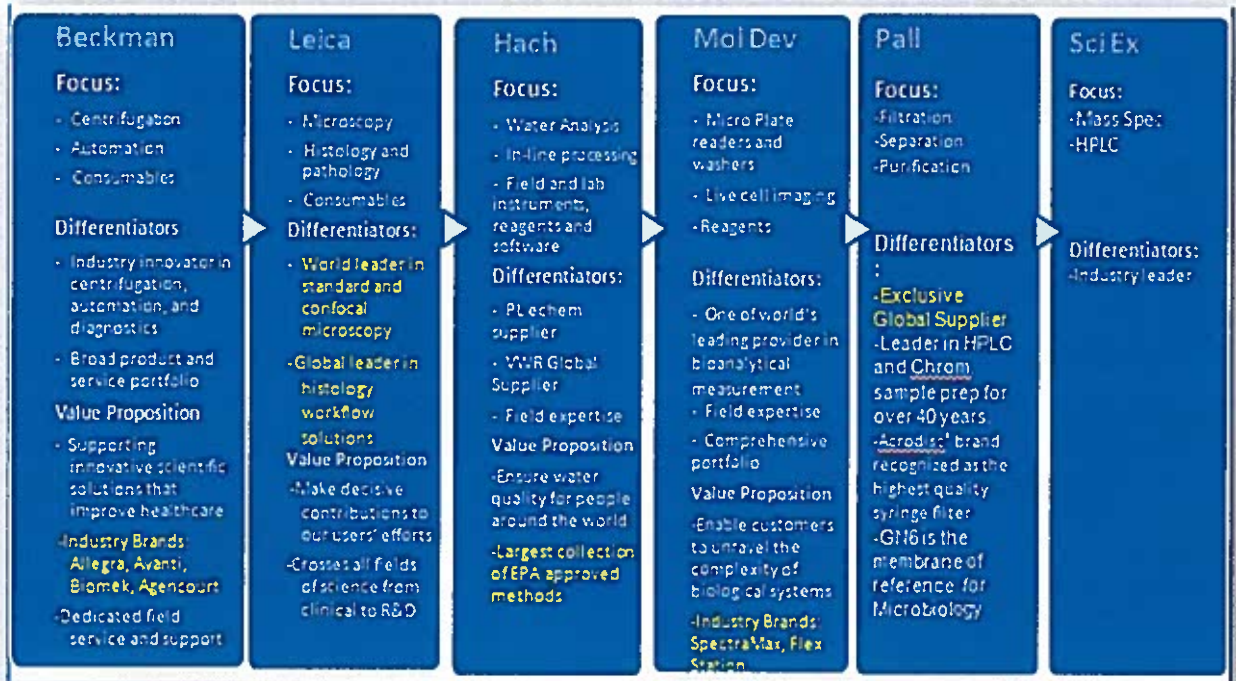 Beckman
Focus:
- Centrifugation
- Automation
- Consumables
Differentiators
- Industry innovator in
centrifugation,
automation, and
diagnostics
- Broad product and
service portfolio
Value Proposition
- Supporting
innovative scientific
solutions that
improve healthcare
-Industry Brands:
Allegra, Avanti,
Biomek, Agencourt
-Dedicated field
service and support
Leica
Focus:
- Microscopy
- Histology and
pathology
- Consumables
Differentiators:
- World leader in
standard and
confocal
microscopy
-Global leader in
histology
workflow
solutions
Value Proposition
-Make decisive
contributions to
our users' efforts
-Crosses all fields
of science from
clinical to R&D
Hach
Focus:
- Water Analysis
- In-line processing
- Field and lab
instruments,
reagents and
software
Differentiators:
- PL echem
supplier
- VWR Global
Supplier
- Field expertise
Value Proposition
-Ensure water
quality for people
around the world
-Largest collection
of EPA approved
methods
Mol Dev
Focus:
- Micro Plate
readers and
washers
- Live cell imaging
-Reagents
Differentiators:
- One of world's
leading provider in
bioanalytical
measurement
- Field expertise
- Comprehensive
portfolio
Value Proposition
-Enable customers
to unravel the
complexity of
biological systems
-Industry Brands:
SpectraMax, Flex
Station
Pall
Focus:
-Filtration
-Separation
-Purification
Differentiators
:
-Exclusive
Global Supplier
-Leader in HPLC
and Chrom
sample prep for
over 40 years.
-Acrodisc' brand
recognized as the
highest quality
syringe filter
-GN6 is the
membrane of
reference for
Microbiology
Sci Ex
Focus:
-Mass Spec
-HPLC
Differentiators:
-Industry leader